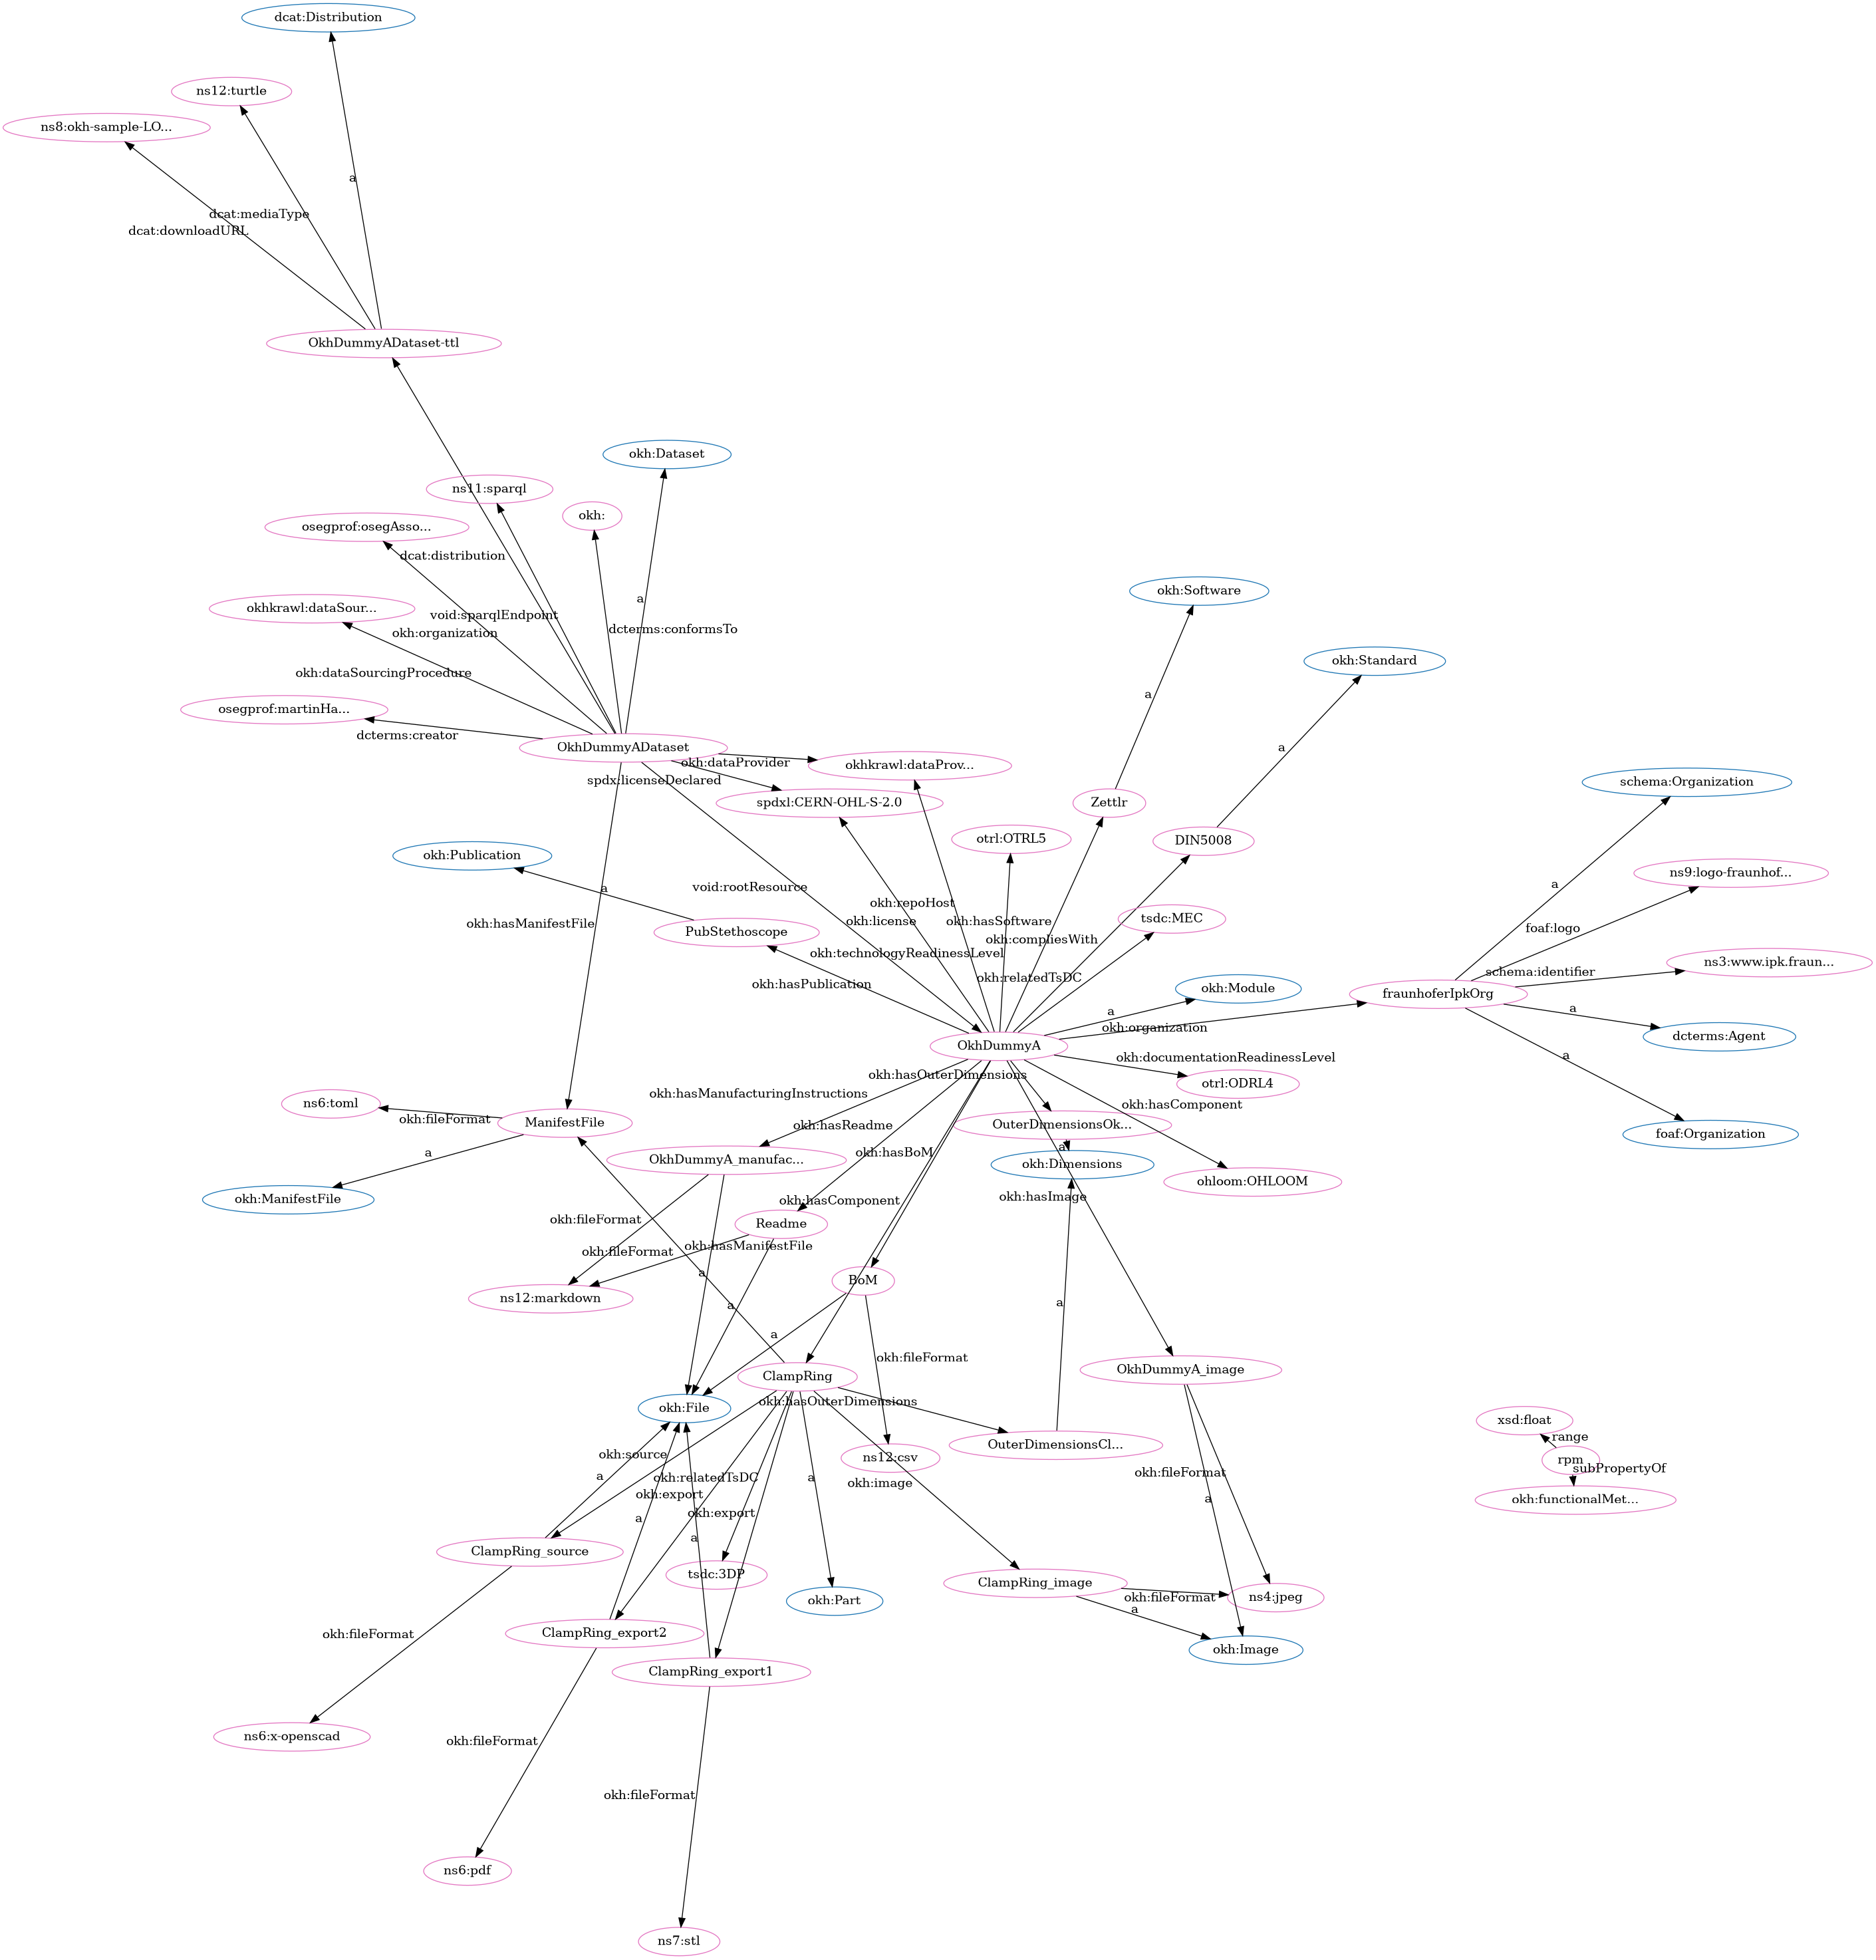 dcat:Distribution
ns12:turtle
ns8:okh-sample-LO...
a
dcat:mediaType
dcat:downloadURL
OkhDummyADataset-ttl
okh:Dataset
ns11:sparql
okh:
osegprof:osegAsso...
dcat:distribution
okh:Software
a
okhkrawl:dataSour...
void:sparqlEndpoint
dcterms:conformsTo
okh:organization
okh:Standard
okh:dataSourcingProcedure
a
osegprof:martinHa...
dcterms:creator
OkhDummyADataset
a
okh:dataProvider
okhkrawl:dataProv...
spdx:licenseDeclared
schema:Organization
spdxl:CERN-OHL-S-2.0
Zettlr
otrl:OTRL5
DIN5008
okh:Publication
ns9:logo-fraunhof...
a
a
void:rootResource
okh:repoHost
okh:license
okh:hasSoftware
tsdc:MEC
okh:hasManifestFile
foaf:logo
PubStethoscope
okh:compliesWith
okh:technologyReadinessLevel
ns3:www.ipk.fraun...
okh:relatedTsDC
schema:identifier
okh:hasPublication
okh:Module
fraunhoferIpkOrg
a
a
okh:organization
dcterms:Agent
OkhDummyA
okh:documentationReadinessLevel
a
okh:hasOuterDimensions
otrl:ODRL4
okh:hasManufacturingInstructions
ns6:toml
okh:hasComponent
okh:fileFormat
ManifestFile
okh:hasReadme
OuterDimensionsOk...
foaf:Organization
a
a
okh:hasBoM
OkhDummyA_manufac...
okh:Dimensions
ohloom:OHLOOM
okh:ManifestFile
okh:hasComponent
okh:hasImage
okh:fileFormat
Readme
okh:hasManifestFile
okh:fileFormat
a
BoM
ns12:markdown
a
a
a
okh:fileFormat
OkhDummyA_image
ClampRing
okh:hasOuterDimensions
okh:File
xsd:float
range
OuterDimensionsCl...
okh:source
ns12:csv
rpm
subPropertyOf
okh:fileFormat
a
okh:relatedTsDC
a
okh:image
okh:export
a
okh:functionalMet...
okh:export
a
a
ClampRing_source
tsdc:3DP
ClampRing_image
okh:fileFormat
ns4:jpeg
okh:Part
a
okh:fileFormat
ClampRing_export2
okh:Image
ClampRing_export1
ns6:x-openscad
okh:fileFormat
okh:fileFormat
ns6:pdf
ns7:stl